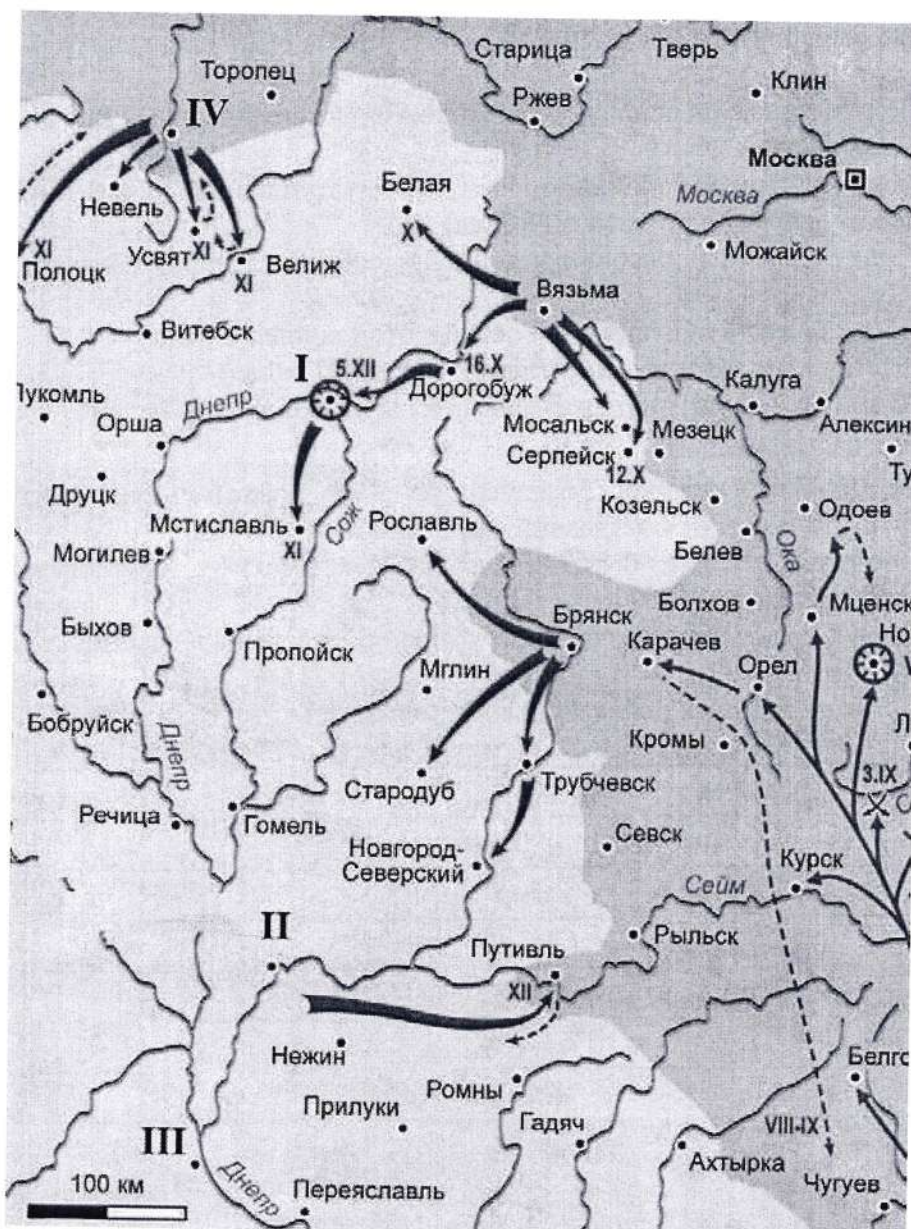 Старица
Тверь
Торопец
Клин
Ржев
IV
Москва
Белая
Москва
Невель
X
Можайск
XI
Усвят
XI
Полоцк
XI
Велиж
Вязьма
Витебск
I
5.XII
16.X
Дорогобуж
Калуга
Лукомль
Днепр
Орша
Мосальск
Мезецк
Алексин
Серпейск
Ту
12.X
Друцк
Козельск
Одоев
Мстиславль
Сож
Рославль
XI
Могилев
Белев
Ока
Болхов
Мценск
Быхов
Брянск
Пропойск
Карачев
Но
Мглин
Орел
V
Бобруйск
Днепр
Кромы
Л
3.IX
Стародуб
Трубчевск
С
Речица
Гомель
Севск
Новгород-
Северский
Курск
Сейм
II
Рыльск
Путивль
XII
Нежин
Белго
Ромны
Прилуки
Гадяч
VIII-IX
III
Ахтырка
100 км
Днепр
Переяславль
Чугуев